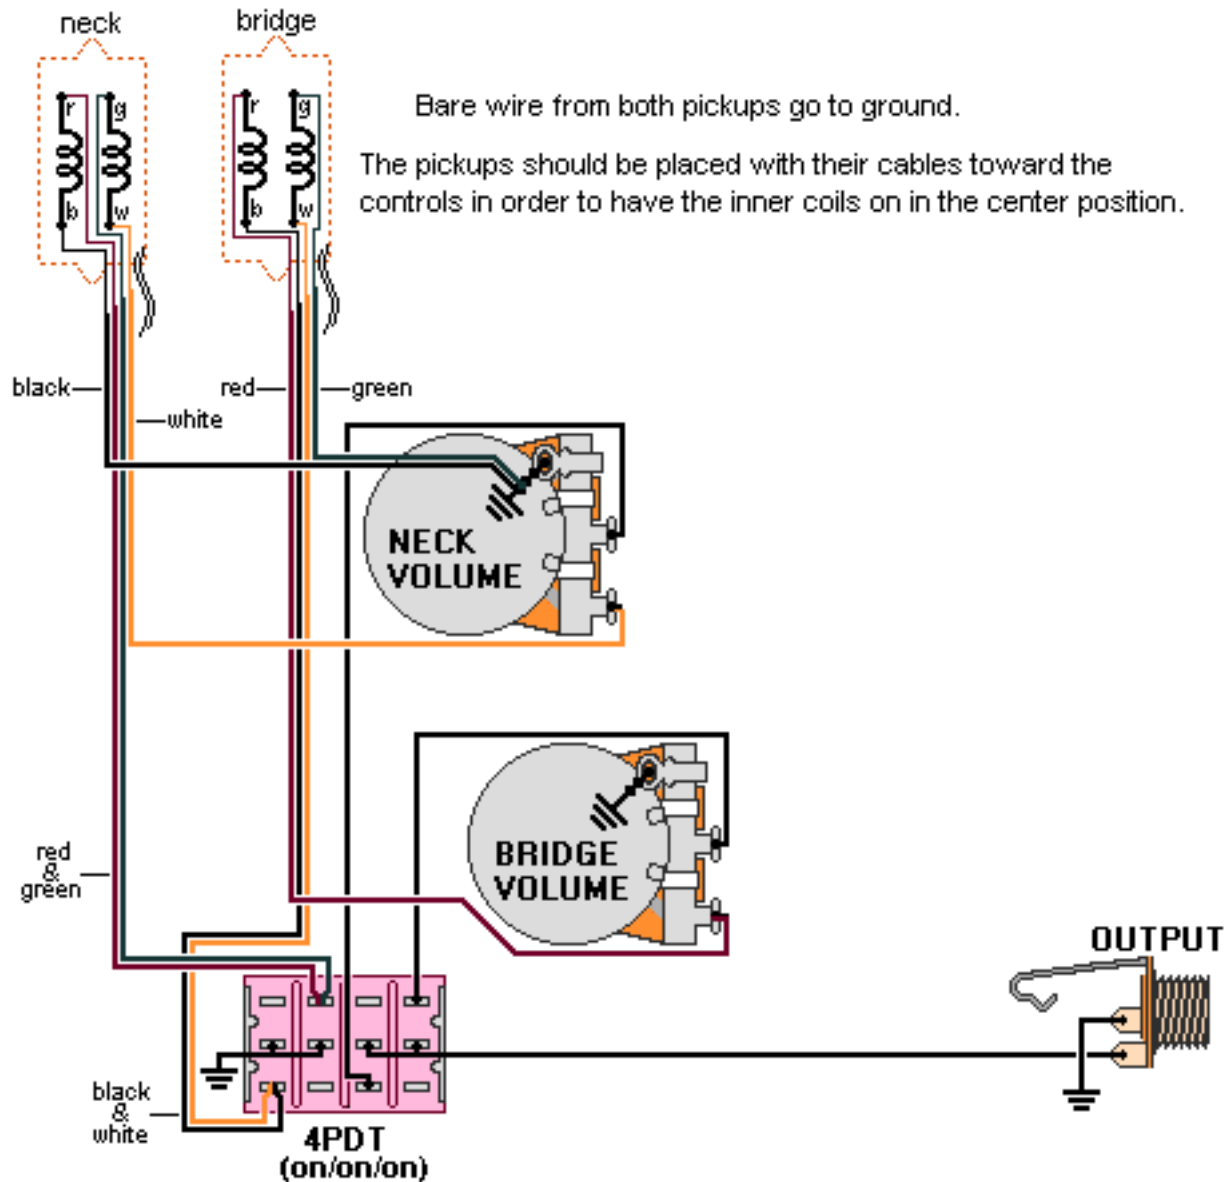 neck
bridge
r
g
b
w
r
g
b
w
Bare wire from both pickups go to ground.
The pickups should be placed with their cables toward the
controls in order to have the inner coils on in the center position.
black
white
red
green
NECK
VOLUME
BRIDGE
VOLUME
red
&
green
OUTPUT
black
&
white
4PDT
(on/on/on)